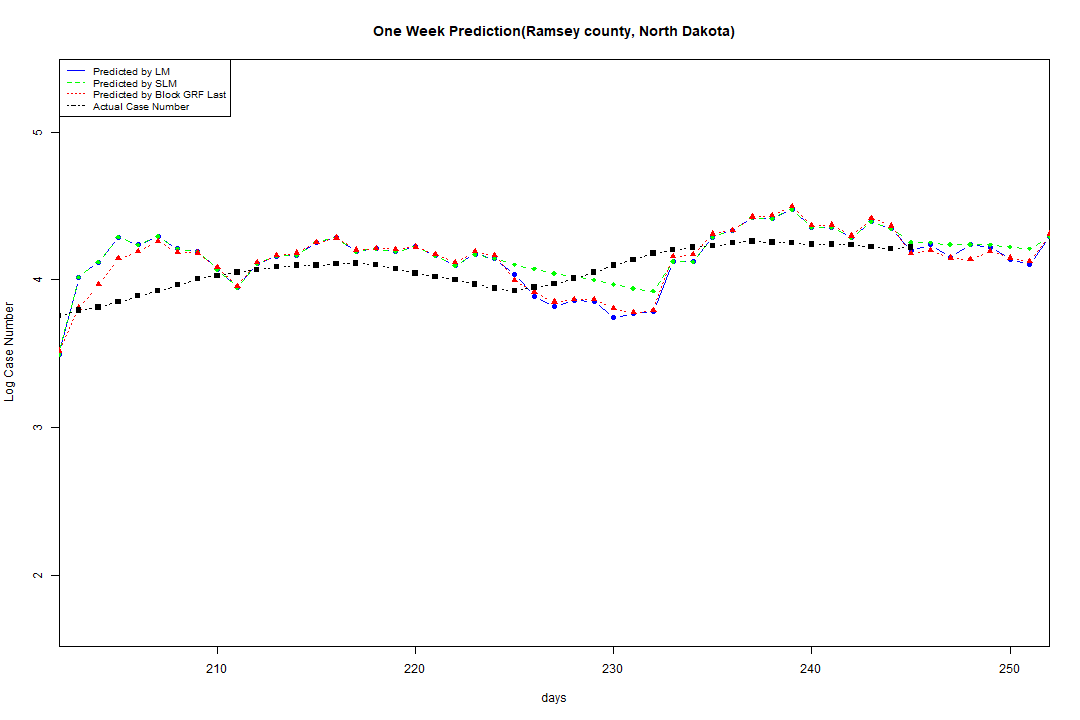 One Week Prediction(Ramsey county, North Dakota)
Predicted by LM
Predicted by SLM
Predicted by Block GRF Last
Actual Case Number
5
4
3
2
Log Case Number
210 220 230 240 250
days